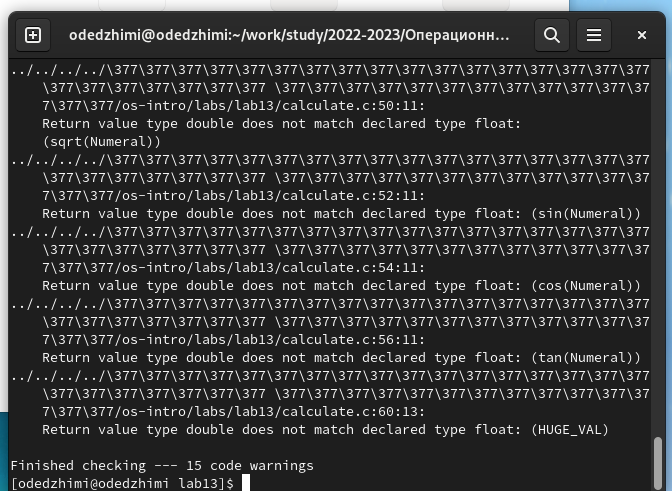 odedzhimi@odedzhimi:~/work/study/2022-2023/Операционн...
../../../../\377\377\377\377\377\377\377\377\377\377\377\377\377\377\377\377\377
\377\377\377\377\377\377\377 \377\377\377\377\377\377\377\377\377\377\377\37
7\377\377/os-intro/labs/lab13/calculate.c:50:11:
Return value type double does not match declared type float:
(sqrt(Numeral))
../../../../\377\377\377\377\377\377\377\377\377\377\377\377\377\377\377\377\377
\377\377\377\377\377\377\377 \377\377\377\377\377\377\377\377\377\377\377\37
7\377\377/os-intro/labs/lab13/calculate.c:52:11:
Return value type double does not match declared type float: (sin(Numeral))
../../../../\377\377\377\377\377\377\377\377\377\377\377\377\377\377\377\377\377
\377\377\377\377\377\377\377 \377\377\377\377\377\377\377\377\377\377\377\37
7\377\377/os-intro/labs/lab13/calculate.c:54:11:
Return value type double does not match declared type float: (cos(Numeral))
../../../../\377\377\377\377\377\377\377\377\377\377\377\377\377\377\377\377\377
\377\377\377\377\377\377\377 \377\377\377\377\377\377\377\377\377\377\377\37
7\377\377/os-intro/labs/lab13/calculate.c:56:11:
Return value type double does not match declared type float: (tan(Numeral))
../../../../\377\377\377\377\377\377\377\377\377\377\377\377\377\377\377\377\377
\377\377\377\377\377\377\377 \377\377\377\377\377\377\377\377\377\377\377\37
7\377\377/os-intro/labs/lab13/calculate.c:60:13:
Return value type double does not match declared type float: (HUGE_VAL)
Finished checking --- 15 code warnings
[odedzhimi@odedzhimi lab13]$